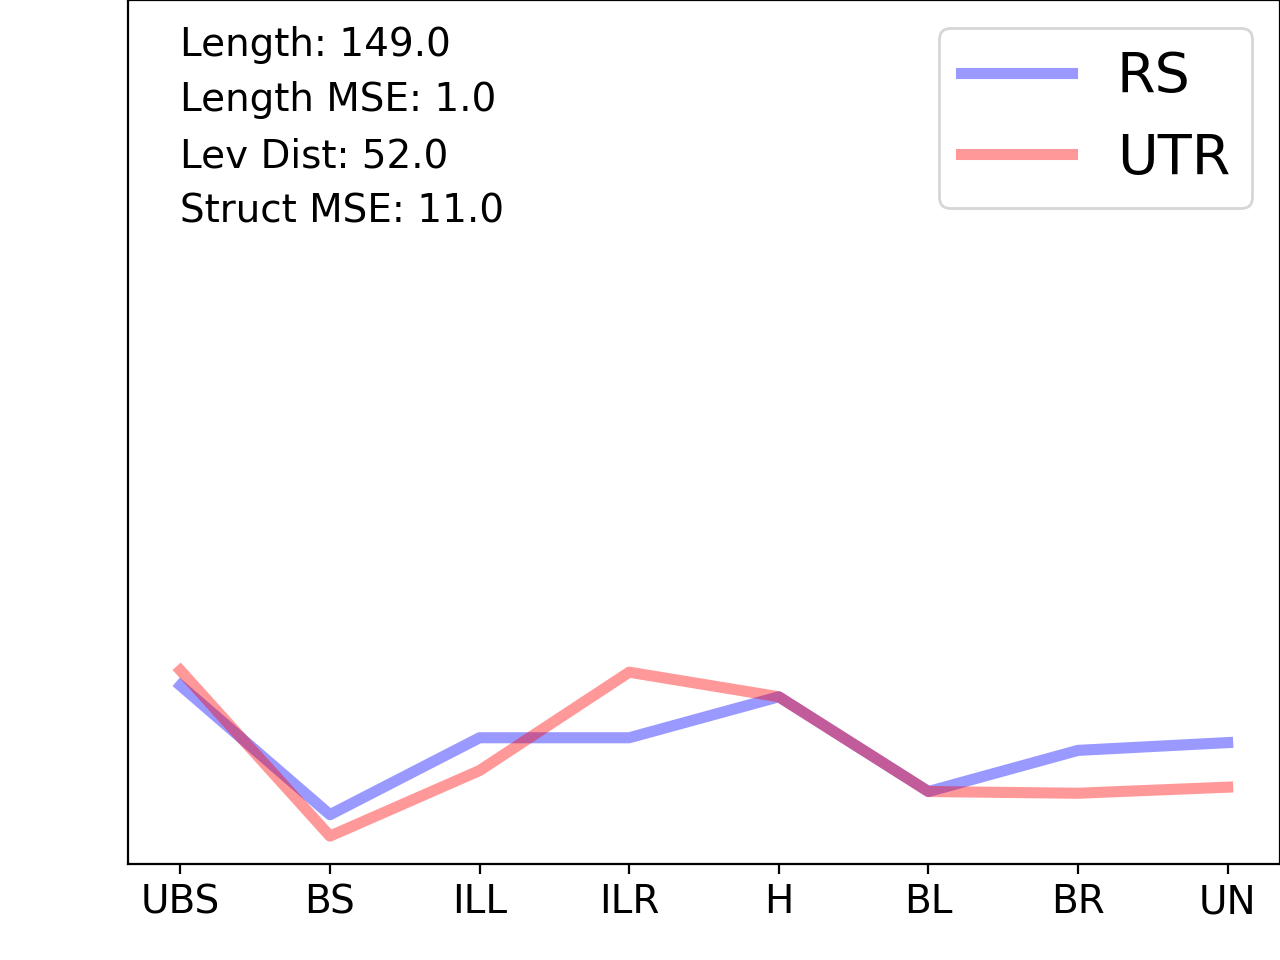 Length: 149.0
Length MSE: 1.0
Lev Dist: 52.0
Struct MSE: 11.0
RS
UTR
UBS BS ILL ILR H BL BR UN